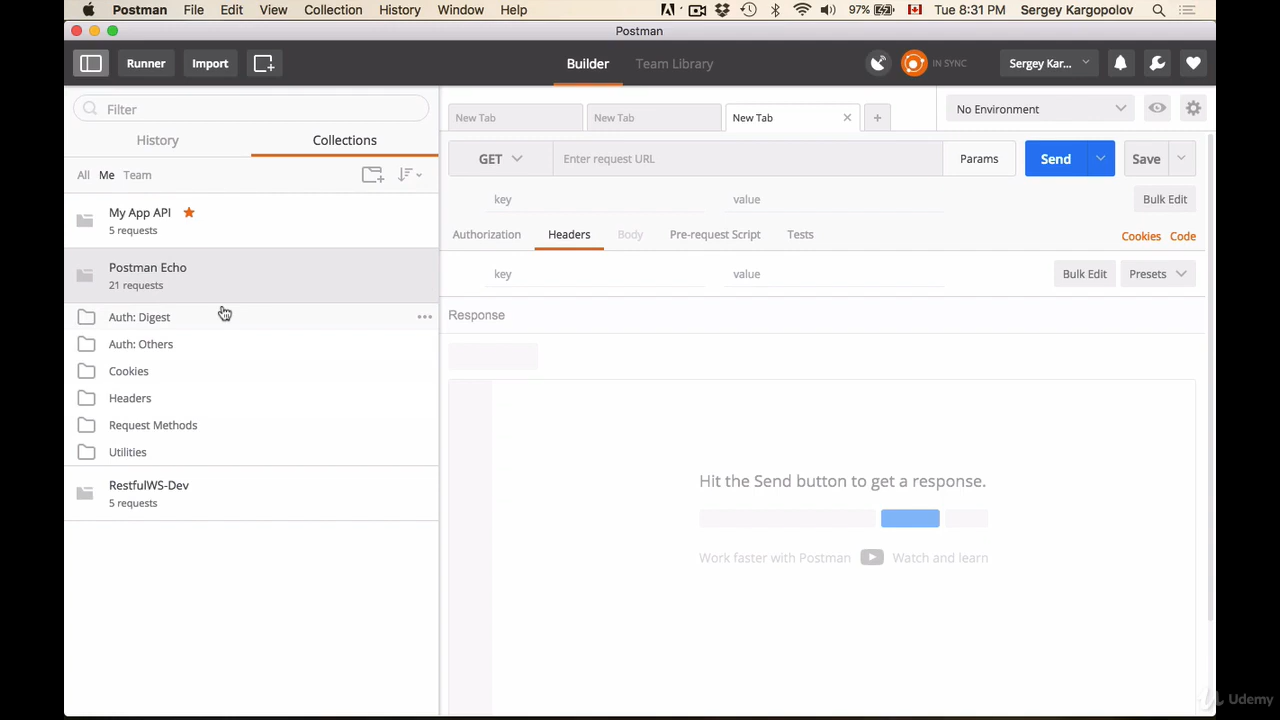 Postman File Edit View Collection History Window Help 97% Tue 8:31 PM Sergey Kargopolov
Postman
Runner Import Builder Team Library IN SYNC Sergey Kar...
Filter
History Collections
All Me Team
My App API
5 requests
Postman Echo
21 requests
Auth: Digest
Auth: Others
Cookies
Headers
Request Methods
Utilities
RestfulWS-Dev
5 requests
New Tab New Tab New Tab + No Environment
GET Enter request URL Params Send Save
key value Bulk Edit
Authorization Headers Body Pre-request Script Tests Cookies Code
key value Bulk Edit Presets
Response
Hit the Send button to get a response.
Work faster with Postman Watch and learn
Udemy